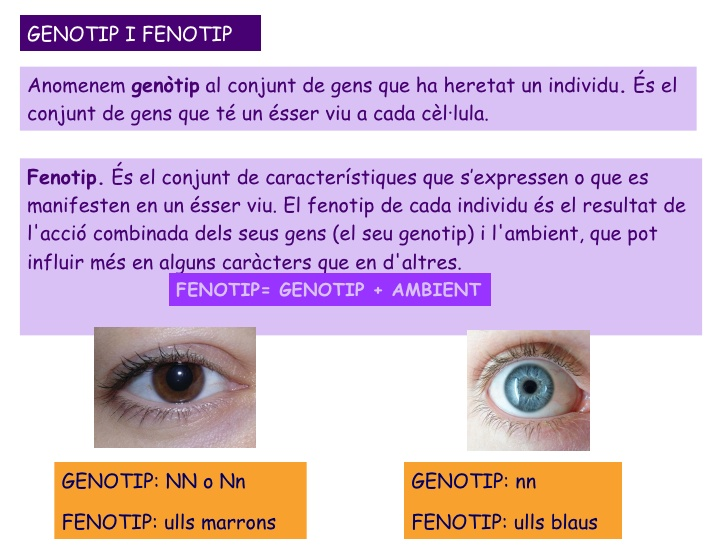 GENOTIP I FENOTIP
Anomenem genòtip al conjunt de gens que ha heretat un individu. És el
conjunt de gens que té un ésser viu a cada cèl·lula.
Fenotip. És el conjunt de característiques que s'expressen o que es
manifesten en un ésser viu. El fenotip de cada individu és el resultat de
l'acció combinada dels seus gens (el seu genotip) i l'ambient, que pot
influir més en alguns caràcters que en d'altres.
FENOTIP= GENOTIP + AMBIENT
GENOTIP: NN o Nn
FENOTIP: ulls marrons
GENOTIP: nn
FENOTIP: ulls blaus